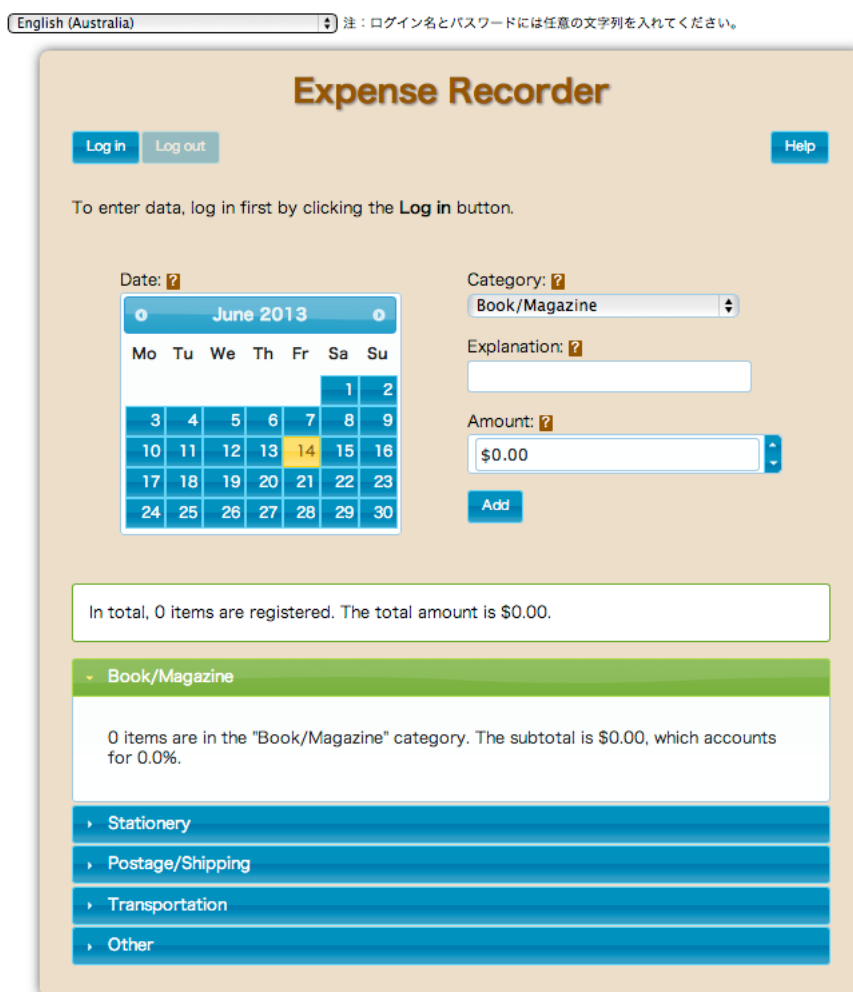 English (Australia) 注：ログイン名とパスワードには任意の文字列を入れてください。
Expense Recorder
Log in Log out Help
To enter data, log in first by clicking the Log in button.
Date: ?
June 2013
Mo Tu We Th Fr Sa Su
1 2
3 4 5 6 7 8 9
10 11 12 13 14 15 16
17 18 19 20 21 22 23
24 25 26 27 28 29 30
Category: ?
Book/Magazine
Explanation: ?
Amount: ?
$0.00
Add
In total, 0 items are registered. The total amount is $0.00.
Book/Magazine
0 items are in the "Book/Magazine" category. The subtotal is $0.00, which accounts
for 0.0%.
Stationery
Postage/Shipping
Transportation
Other